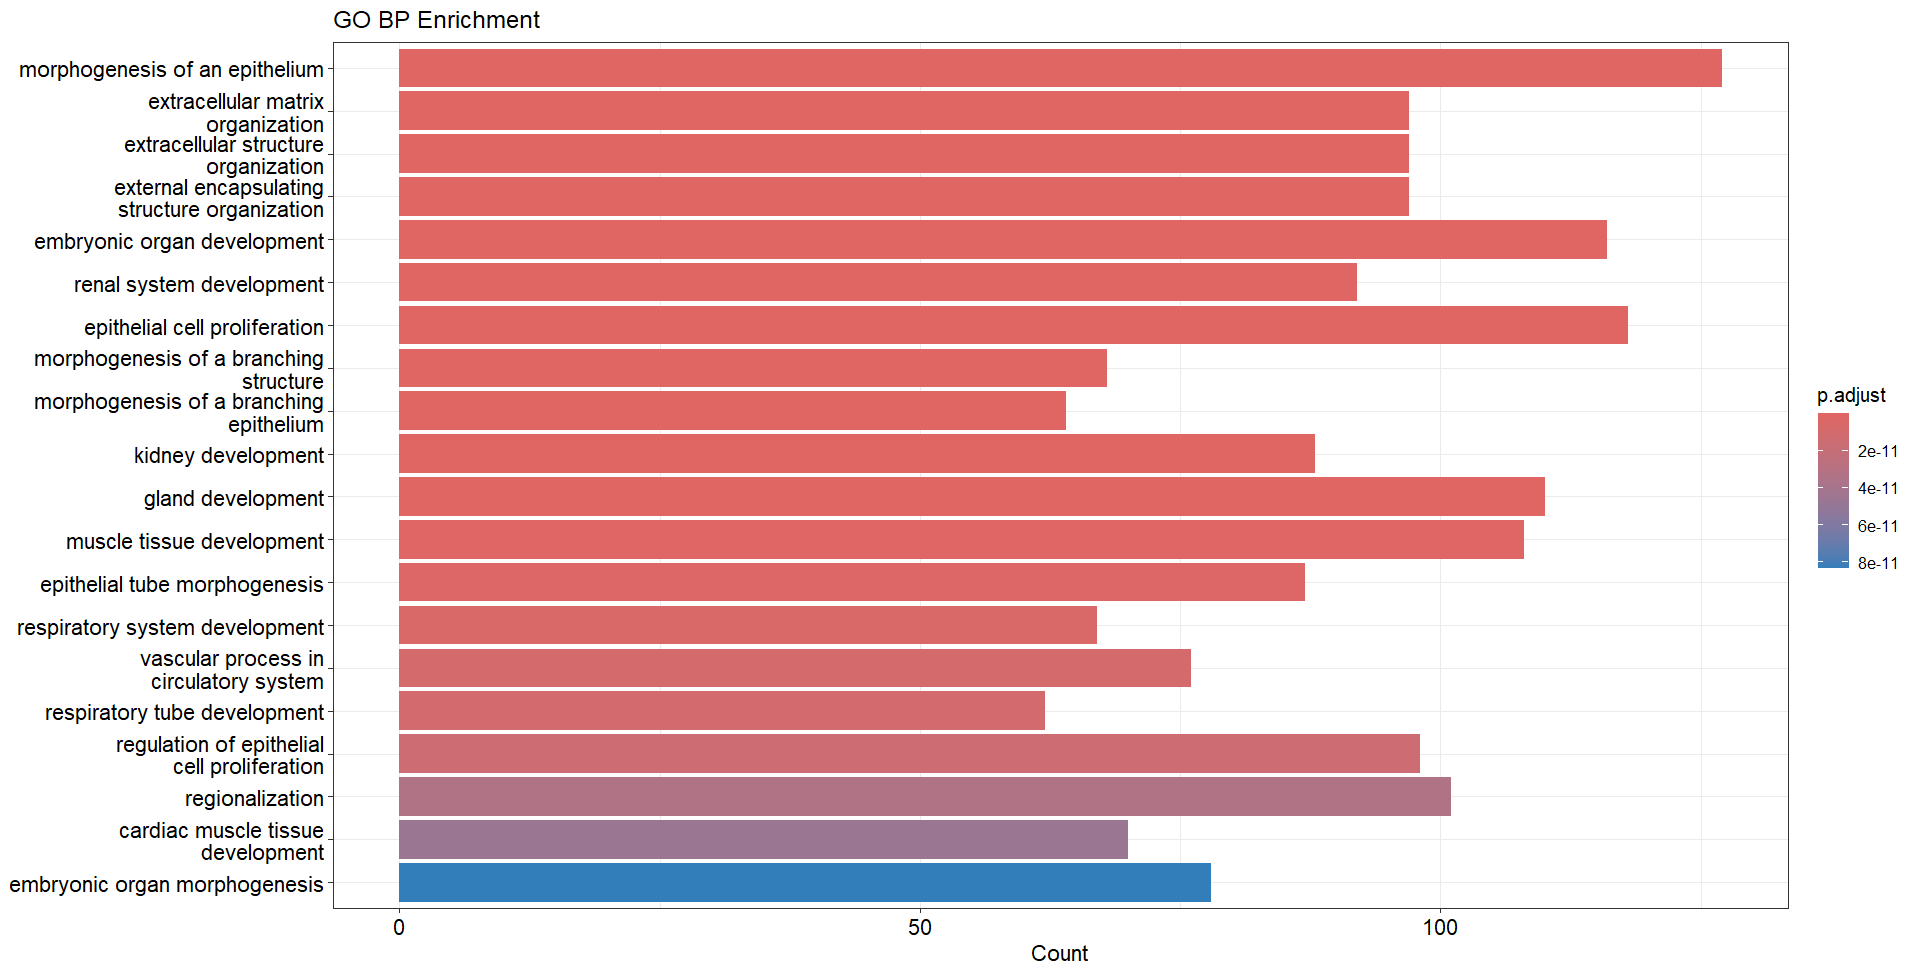 GO BP Enrichment
morphogenesis of an epithelium
extracellular matrix
organization
extracellular structure
organization
external encapsulating
structure organization
embryonic organ development
renal system development
epithelial cell proliferation
morphogenesis of a branching
structure
morphogenesis of a branching
epithelium
kidney development
gland development
muscle tissue development
epithelial tube morphogenesis
respiratory system development
vascular process in
circulatory system
respiratory tube development
regulation of epithelial
cell proliferation
regionalization
cardiac muscle tissue
development
embryonic organ morphogenesis
0 50 100
Count
p.adjust
2e-11
4e-11
6e-11
8e-11